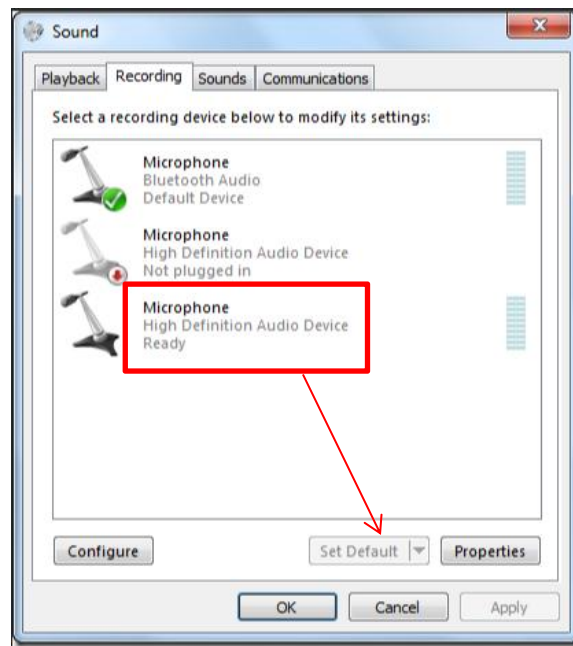 Sound
Playback Recording Sounds Communications
Select a recording device below to modify its settings:
Microphone
Bluetooth Audio
Default Device
Microphone
High Definition Audio Device
Not plugged in
Microphone
High Definition Audio Device
Ready
Configure Set Default Properties
OK Cancel Apply